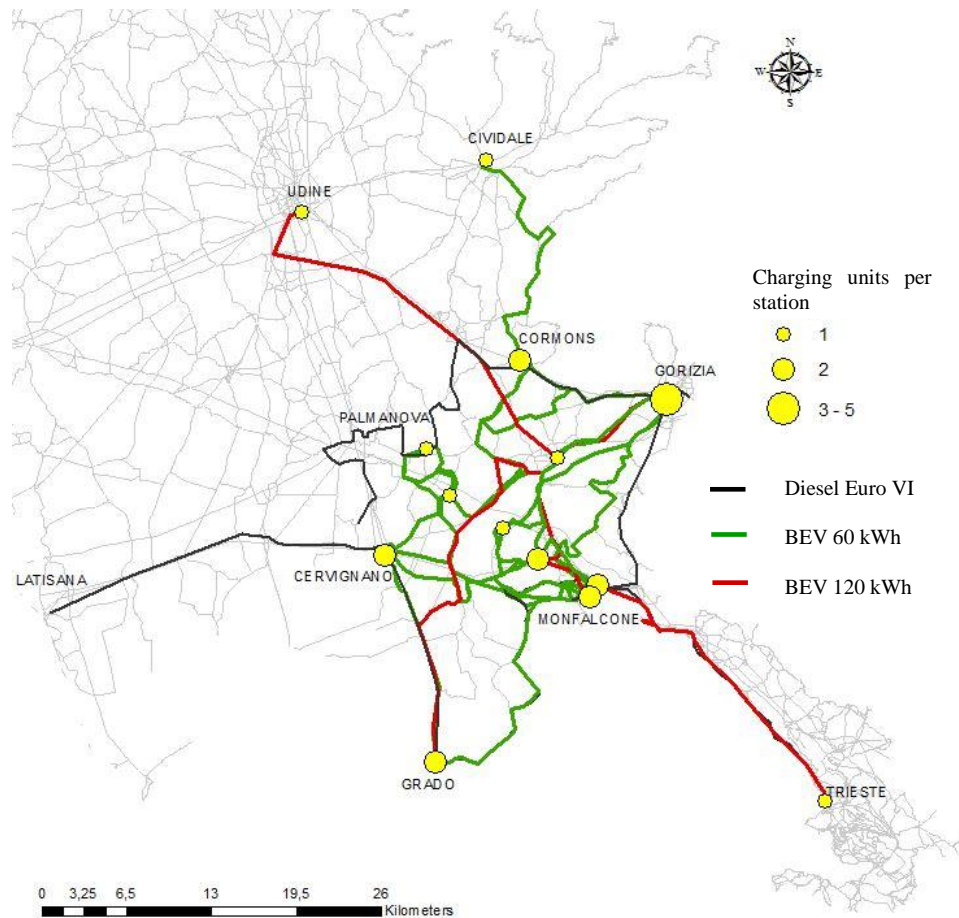 N
W E
S
CIVIDALE
UDINE
Charging units per
station
1
2
3 - 5
CORMONS
GORIZIA
PALMANOVA
Diesel Euro VI
BEV 60 kWh
BEV 120 kWh
CERVIGNANO
LATISANA
MONFALCONE
GRADO
TRIESTE
0 3,25 6,5 13 19,5 26
Kilometers